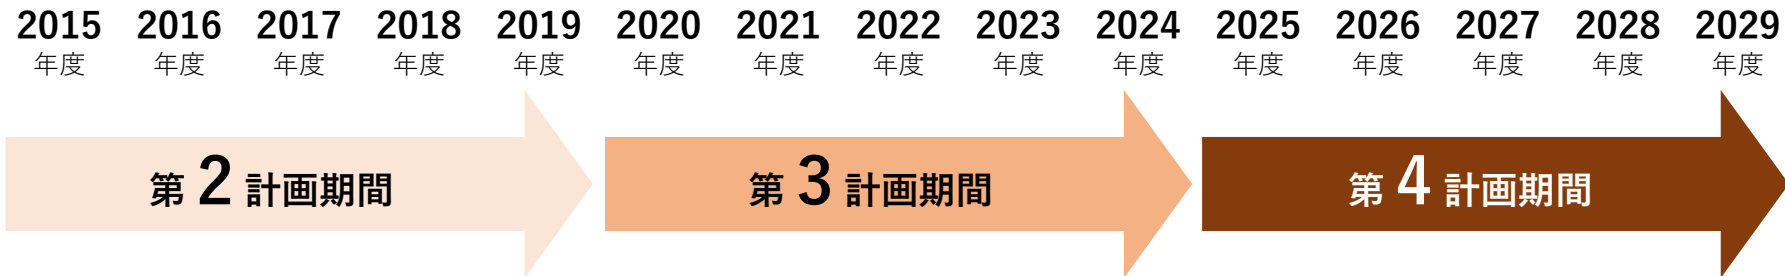 2015 2016 2017 2018 2019 2020 2021 2022 2023 2024 2025 2026 2027 2028 2029
年度 年度 年度 年度 年度 年度 年度 年度 年度 年度 年度 年度 年度 年度 年度
第2計画期間 第3計画期間 第4計画期間